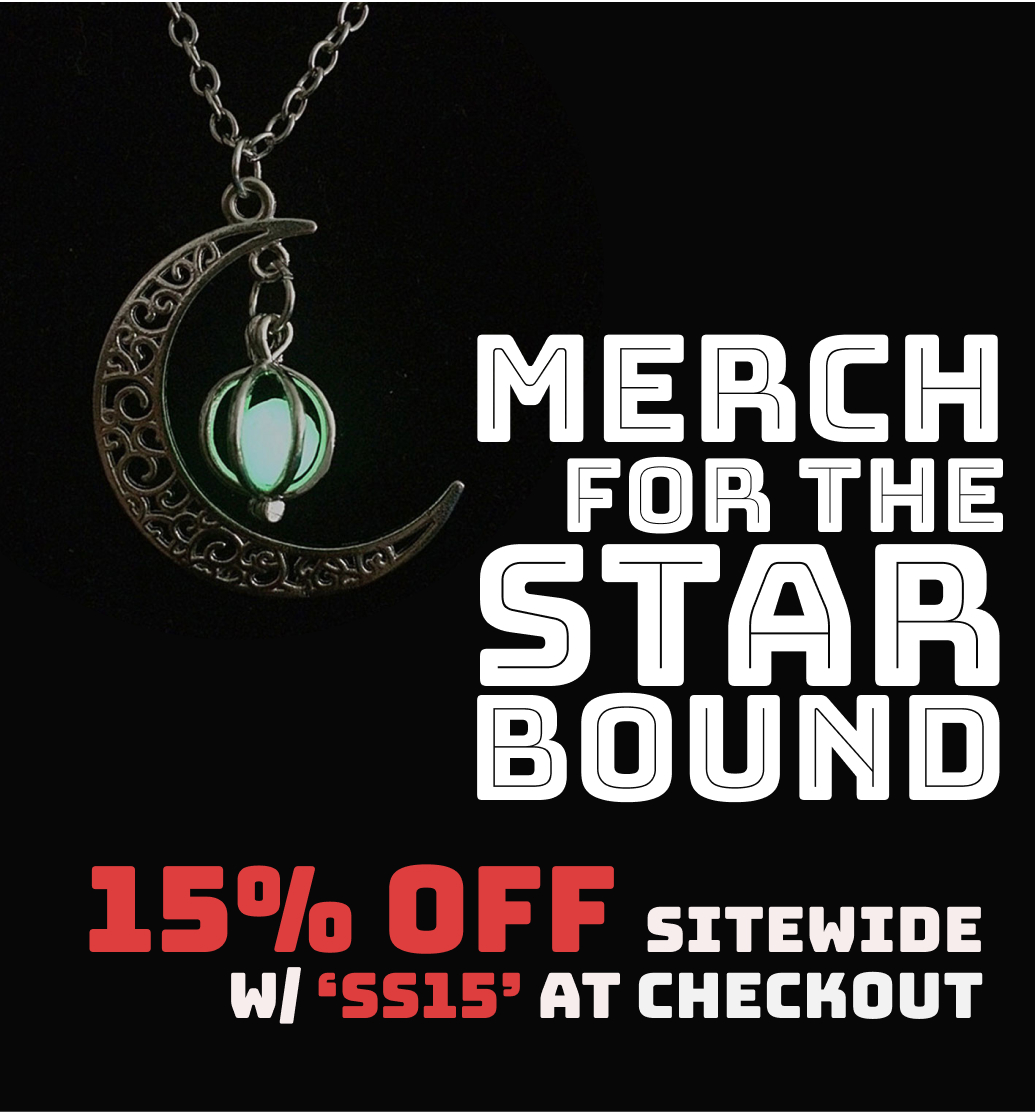 MERCH
FOR THE
STAR
BOUND
15% OFF SITEWIDE
W/ ‘SS15’ AT CHECKOUT